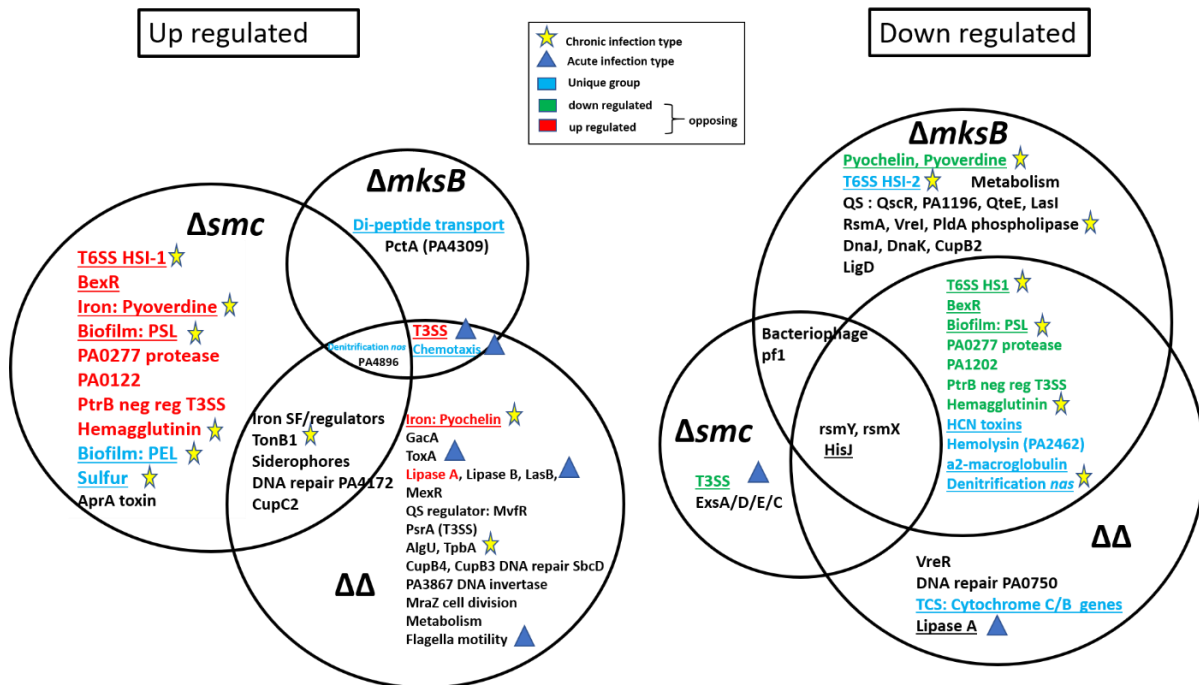 Up regulated
Chronic infection type
Acute infection type
Unique group
down regulated
up regulated
opposing
Down regulated
Δsmc
T6SS HSI-1
BexR
Iron: Pyoverdine
Biofilm: PSL
PA0277 protease
PA0122
PtrB neg reg T3SS
Hemagglutinin
Biofilm: PEL
Sulfur
AprA toxin
ΔmksB
Di-peptide transport
PctA (PA4309)
T3SS
Chemotaxis
Denitrification nas
PA4896
Iron SF/regulators
TonB1
Siderophores
DNA repair PA4172
CupC2
Iron: Pyochelin
GacA
ToxA
Lipase A, Lipase B, LasB,
MexR
QS regulator: MvfR
PsrA (T3SS)
AlgU, TpbA
CupB4, CupB3 DNA repair SbcD
PA3867 DNA invertase
MraZ cell division
Metabolism
Flagella motility
ΔΔ
ΔmksB
Pyochelin, Pyoverdine
T6SS HSI-2 Metabolism
QS : QscR, PA1196, QteE, LasI
RsmA, VreI, PldA phospholipase
DnaJ, DnaK, CupB2
LigD
T6SS HS1
BexR
Biofilm: PSL
PA0277 protease
PA1202
PtrB neg reg T3SS
Hemagglutinin
HCN toxins
Hemolysin (PA2462)
a2-macroglobulin
Denitrification nas
Bacteriophage
pf1
rsmY, rsmX
HisJ
Δsmc
T3SS
ExsA/D/E/C
ΔΔ
VreR
DNA repair PA0750
TCS: Cytochrome C/B genes
Lipase A